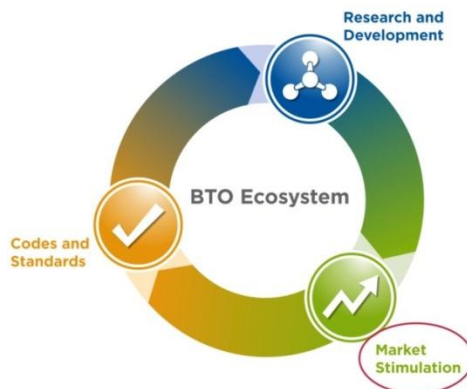 Research and
Development
BTO Ecosystem
Codes and
Standards
Market
Stimulation